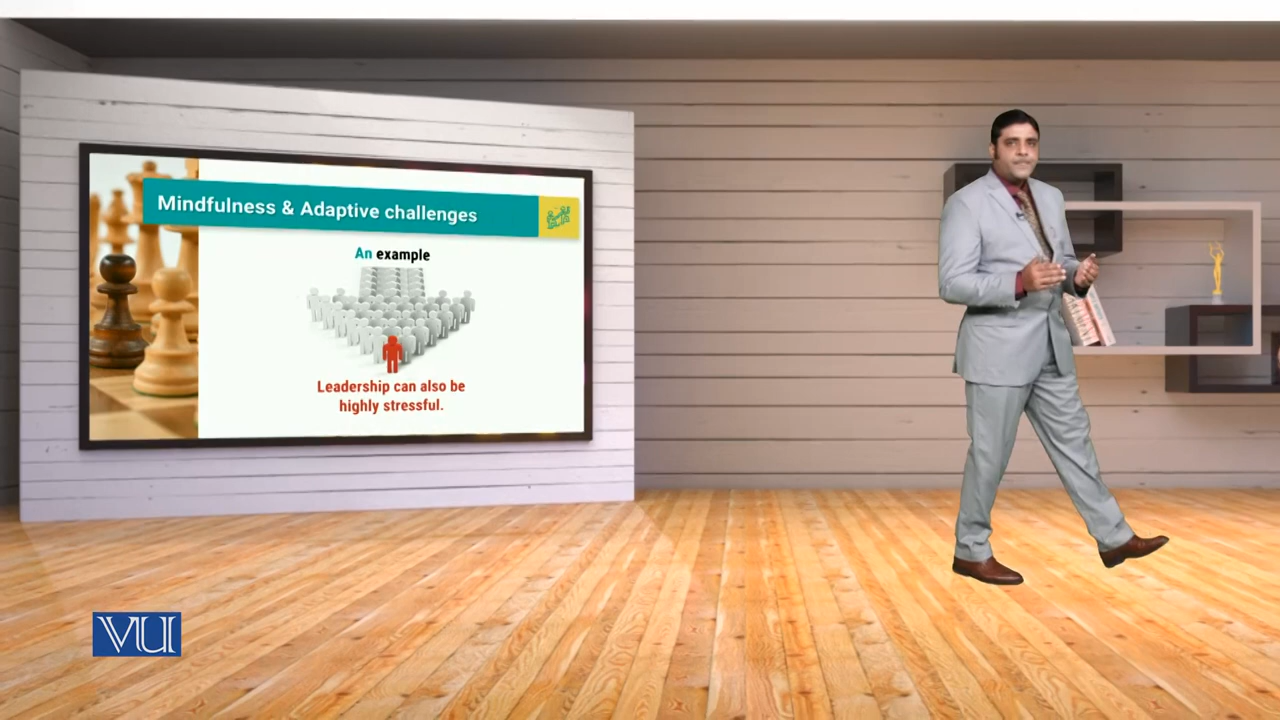 Mindfulness & Adaptive challenges
An example
Leadership can also be
highly stressful.
VU